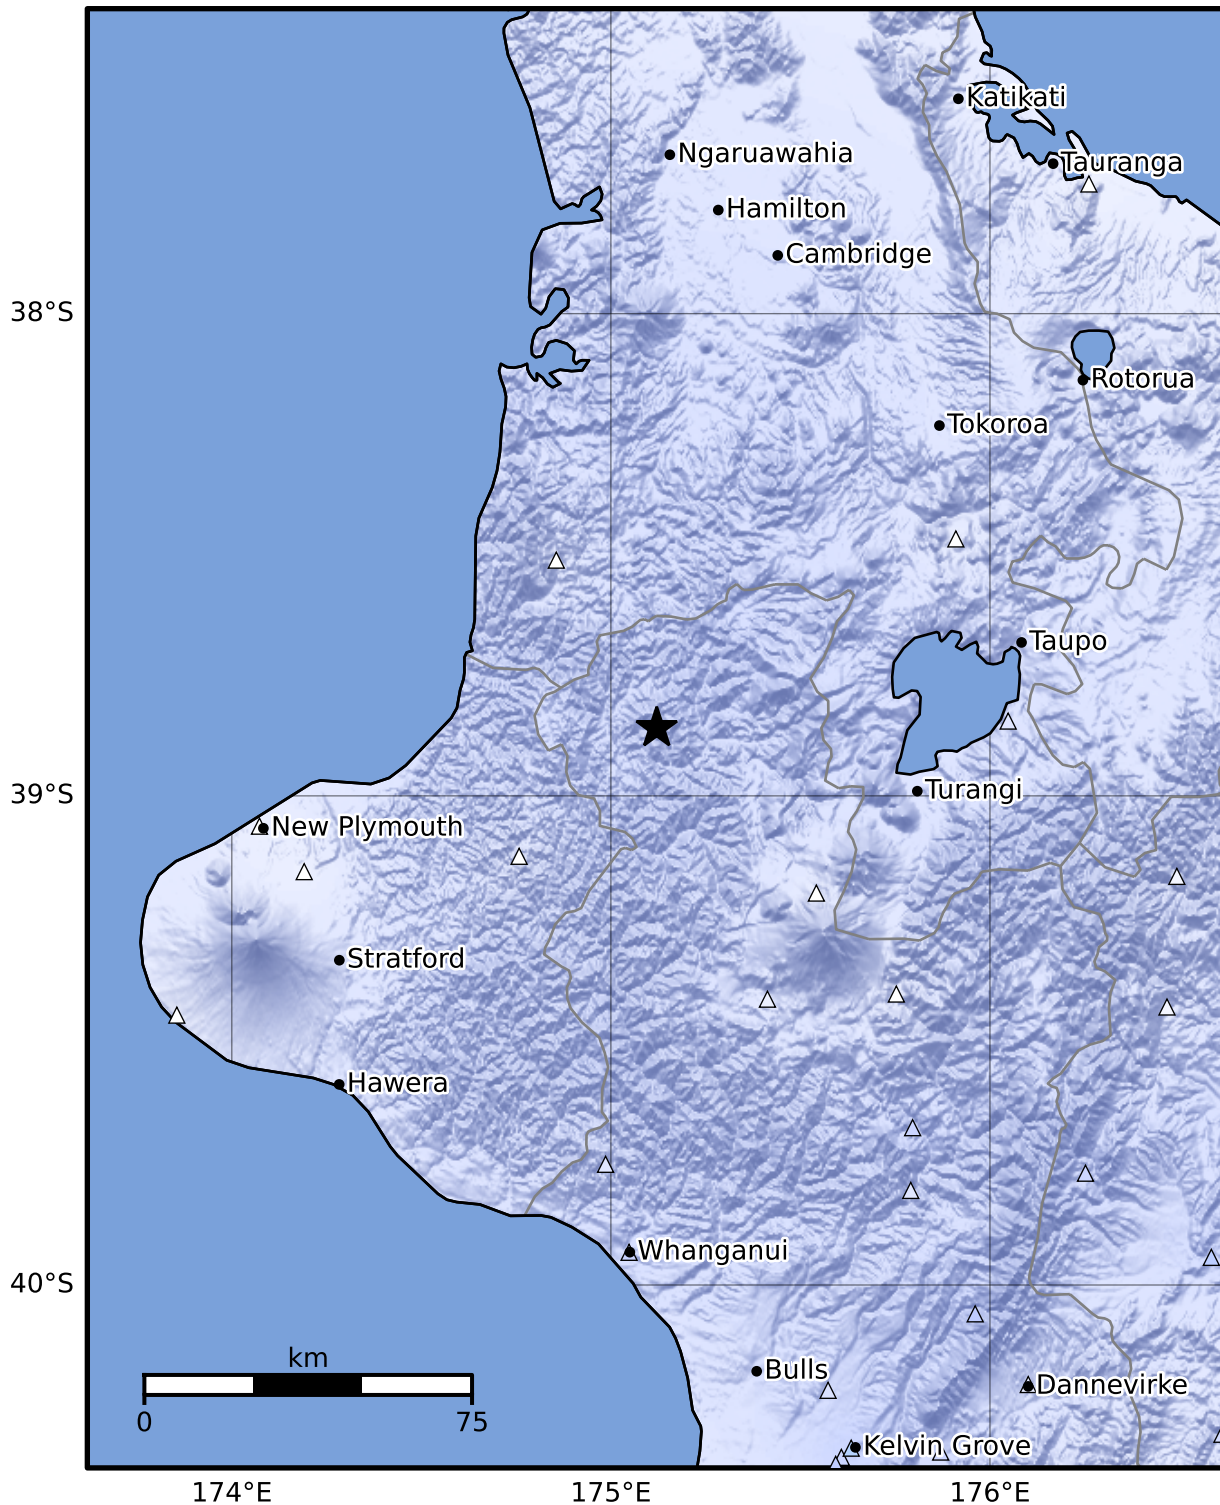 Katikati
Ngaruawahia
Tauranga
Hamilton
Cambridge
38°S
Rotorua
Tokoroa
Taupo
39°S
Turangi
New Plymouth
Stratford
Hawera
Whanganui
40°S
km
Bulls
Dannevirke
0
75
Kelvin Grove
174°E
175°E
176°E